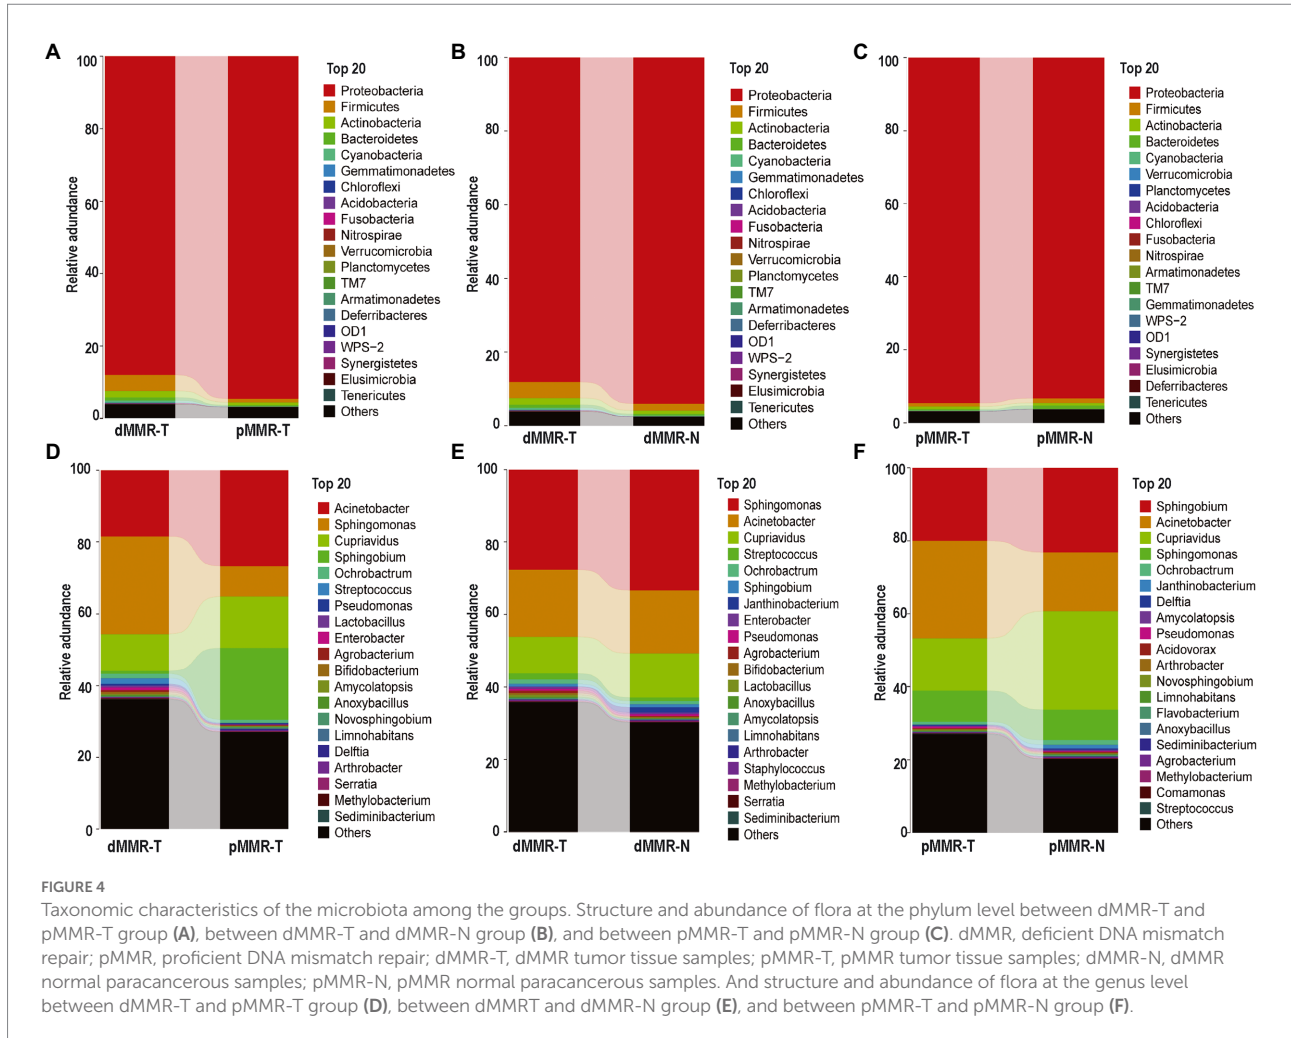 A
100
80
60
40
20
0
Relative adundance
dMMR-T
pMMR-T
Top 20
Proteobacteria
Firmicutes
Actinobacteria
Bacteroidetes
Cyanobacteria
Gemmatimonadetes
Chloroflexi
Acidobacteria
Fusobacteria
Nitrospirae
Verrucomicrobia
Planctomycetes
TM7
Armatimonadetes
Deferribacteres
OD1
WPS−2
Synergistetes
Elusimicrobia
Tenericutes
Others
B
100
80
60
40
20
0
Relative adundance
dMMR-T
dMMR-N
Top 20
Proteobacteria
Firmicutes
Actinobacteria
Bacteroidetes
Cyanobacteria
Gemmatimonadetes
Chloroflexi
Acidobacteria
Fusobacteria
Nitrospirae
Verrucomicrobia
Planctomycetes
TM7
Armatimonadetes
Deferribacteres
OD1
WPS−2
Synergistetes
Elusimicrobia
Tenericutes
Others
C
100
80
60
40
20
0
Relative adundance
pMMR-T
pMMR-N
Top 20
Proteobacteria
Firmicutes
Actinobacteria
Bacteroidetes
Cyanobacteria
Verrucomicrobia
Planctomycetes
Acidobacteria
Chloroflexi
Fusobacteria
Nitrospirae
Armatimonadetes
TM7
Gemmatimonadetes
WPS−2
OD1
Synergistetes
Elusimicrobia
Deferribacteres
Tenericutes
Others
D
100
80
60
40
20
0
Relative adundance
dMMR-T
pMMR-T
Top 20
Acinetobacter
Sphingomonas
Cupriavidus
Sphingobium
Ochrobactrum
Streptococcus
Pseudomonas
Lactobacillus
Enterobacter
Agrobacterium
Bifidobacterium
Amycolatopsis
Anoxybacillus
Novosphingobium
Limnohabitans
Delftia
Arthrobacter
Serratia
Methylobacterium
Sediminibacterium
Others
E
100
80
60
40
20
0
Relative adundance
dMMR-T
dMMR-N
Top 20
Sphingomonas
Acinetobacter
Cupriavidus
Streptococcus
Ochrobactrum
Sphingobium
Janthinobacterium
Enterobacter
Pseudomonas
Agrobacterium
Bifidobacterium
Lactobacillus
Anoxybacillus
Amycolatopsis
Limnohabitans
Arthrobacter
Staphylococcus
Methylobacterium
Serratia
Sediminibacterium
Others
F
100
80
60
40
20
0
Relative adundance
pMMR-T
pMMR-N
Top 20
Sphingobium
Acinetobacter
Cupriavidus
Sphingomonas
Ochrobactrum
Janthinobacterium
Delftia
Amycolatopsis
Pseudomonas
Acidovorax
Arthrobacter
Novosphingobium
Limnohabitans
Flavobacterium
Anoxybacillus
Sediminibacterium
Agrobacterium
Methylobacterium
Comamonas
Streptococcus
Others
FIGURE 4
Taxonomic characteristics of the microbiota among the groups. Structure and abundance of flora at the phylum level between dMMR-T and
pMMR-T group (A), between dMMR-T and dMMR-N group (B), and between pMMR-T and pMMR-N group (C). dMMR, deficient DNA mismatch
repair; pMMR, proficient DNA mismatch repair; dMMR-T, dMMR tumor tissue samples; pMMR-T, pMMR tumor tissue samples; dMMR-N, dMMR
normal paracancerous samples; pMMR-N, pMMR normal paracancerous samples. And structure and abundance of flora at the genus level
between dMMR-T and pMMR-T group (D), between dMMRT and dMMR-N group (E), and between pMMR-T and pMMR-N group (F).